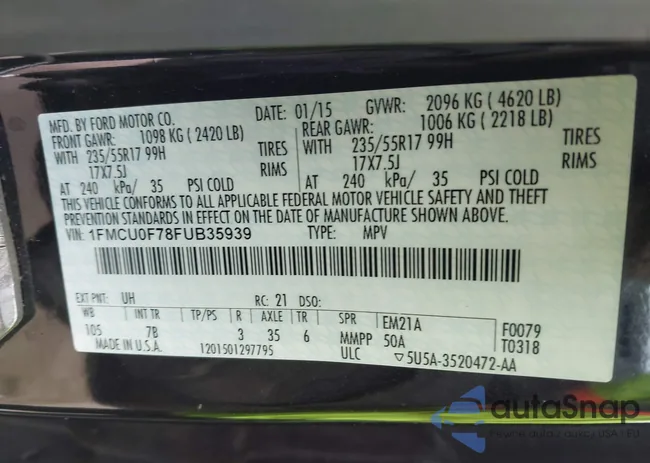 MFD. BY FORD MOTOR CO. DATE: 01/15 GVWR: 2096 KG ( 4620 LB)
FRONT GAWR: 1098 KG ( 2420 LB) REAR GAWR: 1006 KG ( 2218 LB)
WITH 235/55R17 99H TIRES WITH 235/55R17 99H TIRES
17X7.5J RIMS 17X7.5J RIMS
AT 240 kPa/ 35 PSI COLD AT 240 kPa/ 35 PSI COLD
THIS VEHICLE CONFORMS TO ALL APPLICABLE FEDERAL MOTOR VEHICLE SAFETY AND THEFT
PREVENTION STANDARDS IN EFFECT ON THE DATE OF MANUFACTURE SHOWN ABOVE.
VIN: 1FMCU0F78FUB35939 TYPE: MPV
EXT PNT: UH RC: 21 DSO:
WB INT TR TP/PS R AXLE TR SPR EM21A F0079
105 7B 3 35 6 MMPP 50A T0318
MADE IN U.S.A. 1201501297795 ULC ▽5U5A-3520472-AA
autoSnap